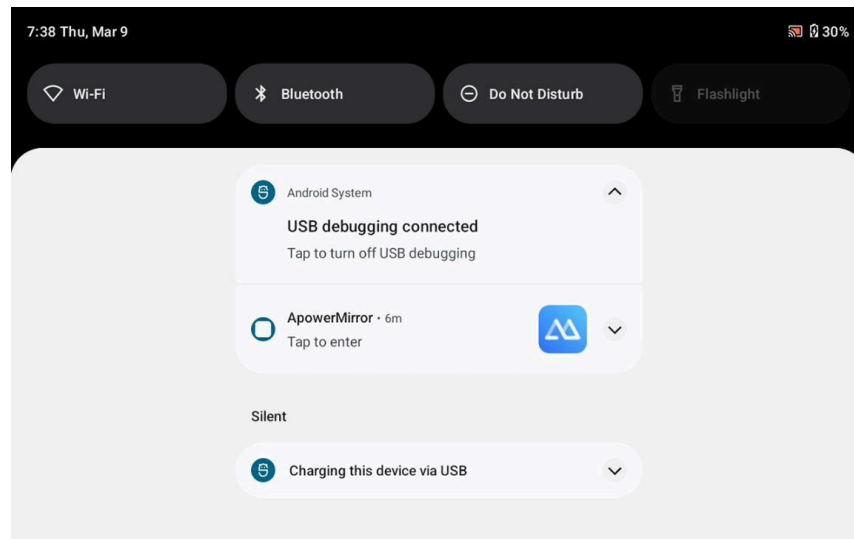 7:38 Thu, Mar 9 30%
Wi-Fi Bluetooth Do Not Disturb Flashlight
Android System
USB debugging connected
Tap to turn off USB debugging
ApowerMirror • 6m
Tap to enter
Silent
Charging this device via USB